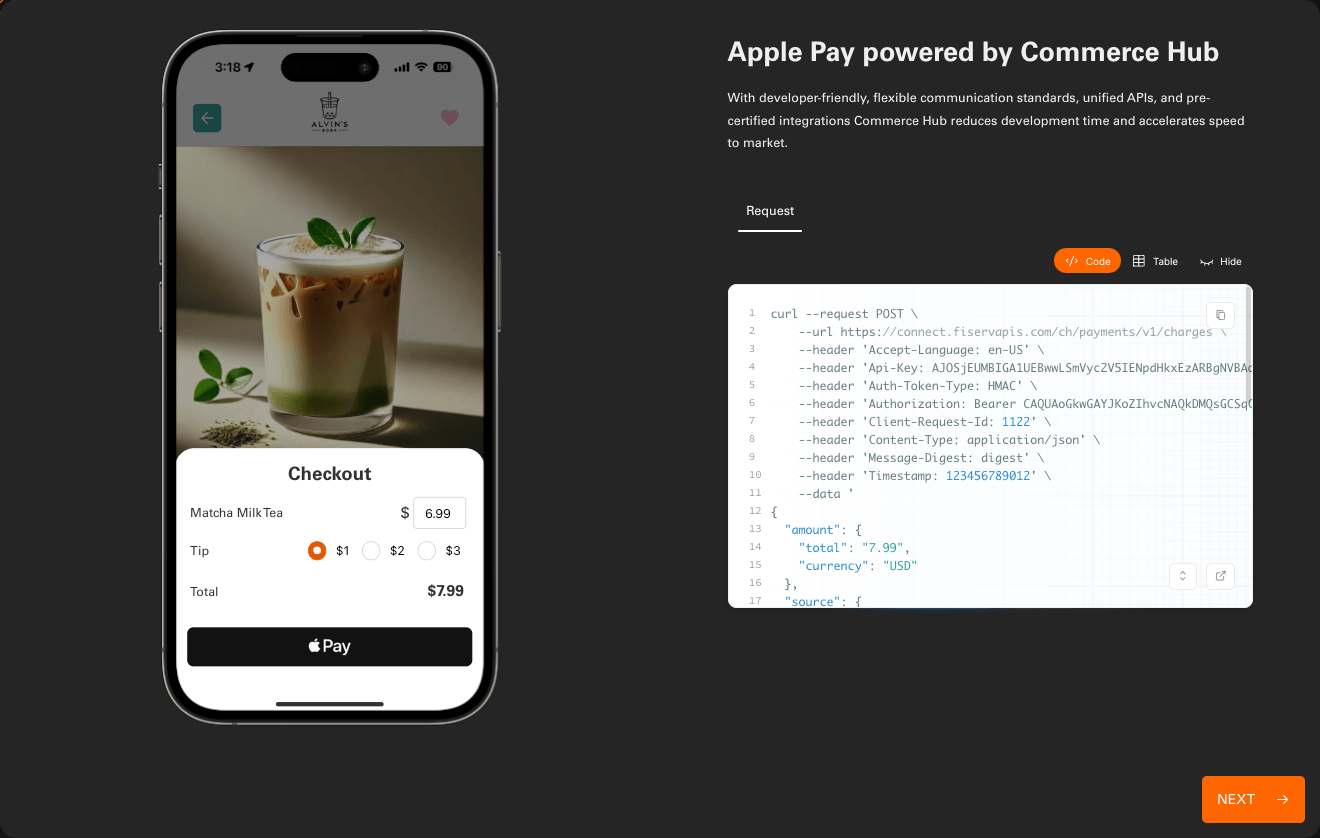 3:18
90
ALVIN'S
BOBA
Checkout
Matcha Milk Tea
$ 6.99
Tip
$1
$2
$3
Total
$7.99
Pay
Apple Pay powered by Commerce Hub
With developer-friendly, flexible communication standards, unified APIs, and pre-
certified integrations Commerce Hub reduces development time and accelerates speed
to market.
Request
Code
Table
Hide
1 curl --request POST \
2 --url https://connect.fiservapis.com/ch/payments/v1/charges \
3 --header 'Accept-Language: en-US' \
4 --header 'Api-Key:
5 --header 'Auth-Token-Type: HMAC' \
6 --header 'Authorization: Bearer
7 --header 'Client-Request-Id: 1122' \
8 --header 'Content-Type: application/json' \
9 --header 'Message-Digest: digest' \
10 --header 'Timestamp: 123456789012' \
11 --data '
12 {
13 "amount": {
14 "total": "7.99",
15 "currency": "USD"
16 },
17 "source": {
NEXT